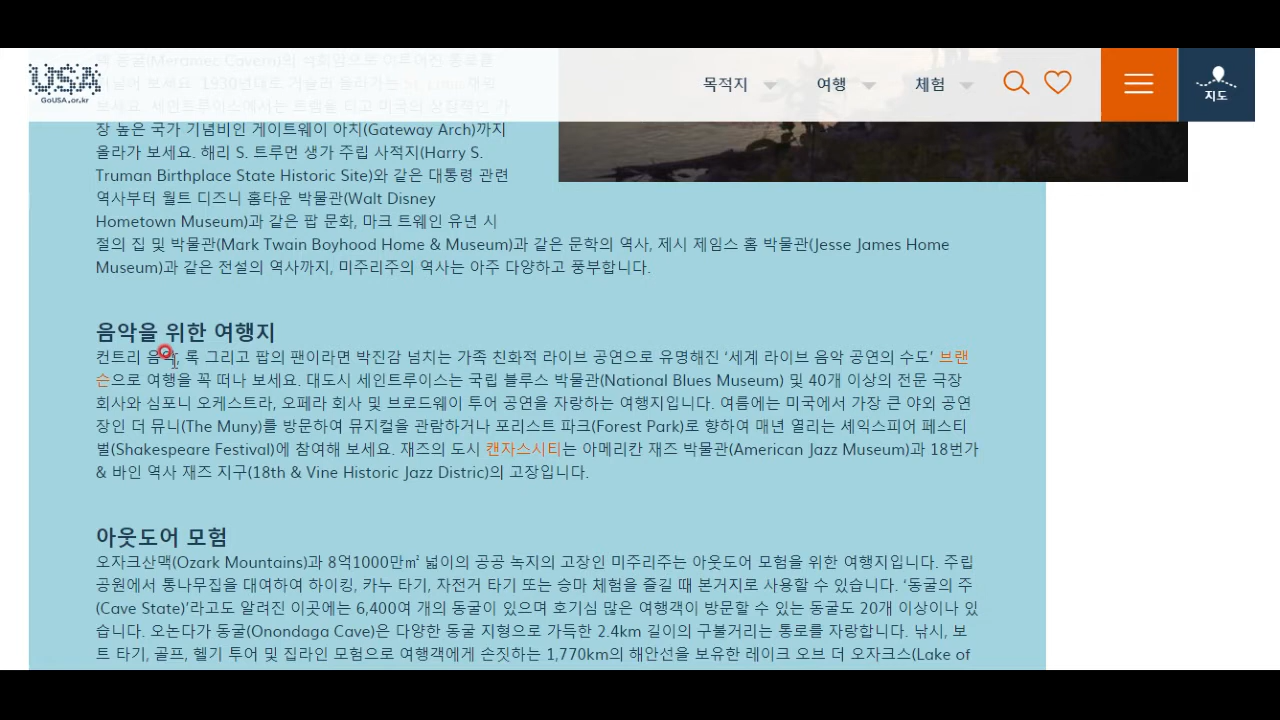 USA
GoUSA.or.kr
목적지
여행
체험
지도
장 높은 국가 기념비인 게이트웨이 아치(Gateway Arch)까지
올라가 보세요. 해리 S. 트루먼 생가 주립 사적지(Harry S.
Truman Birthplace State Historic Site)와 같은 대통령 관련
역사부터 월트 디즈니 홈타운 박물관(Walt Disney
Hometown Museum)과 같은 팝 문화, 마크 트웨인 유년 시
절의 집 및 박물관(Mark Twain Boyhood Home & Museum)과 같은 문학의 역사, 제시 제임스 홈 박물관(Jesse James Home
Museum)과 같은 전설의 역사까지, 미주리주의 역사는 아주 다양하고 풍부합니다.
음악을 위한 여행지
컨트리 음악, 록 그리고 팝의 팬이라면 박진감 넘치는 가족 친화적 라이브 공연으로 유명해진 ‘세계 라이브 음악 공연의 수도’ 브랜
슨으로 여행을 꼭 떠나 보세요. 대도시 세인트루이스는 국립 블루스 박물관(National Blues Museum) 및 40개 이상의 전문 극장
회사와 심포니 오케스트라, 오페라 회사 및 브로드웨이 투어 공연을 자랑하는 여행지입니다. 여름에는 미국에서 가장 큰 야외 공연
장인 더 뮤니(The Muny)를 방문하여 뮤지컬을 관람하거나 포리스트 파크(Forest Park)로 향하여 매년 열리는 셰익스피어 페스티
벌(Shakespeare Festival)에 참여해 보세요. 재즈의 도시 캔자스시티는 아메리칸 재즈 박물관(American Jazz Museum)과 18번가
& 바인 역사 재즈 지구(18th & Vine Historic Jazz Distric)의 고장입니다.
아웃도어 모험
오자크산맥(Ozark Mountains)과 8억1000만㎡ 넓이의 공공 녹지의 고장인 미주리주는 아웃도어 모험을 위한 여행지입니다. 주립
공원에서 통나무집을 대여하여 하이킹, 카누 타기, 자전거 타기 또는 승마 체험을 즐길 때 본거지로 사용할 수 있습니다. ‘동굴의 주
(Cave State)’라고도 알려진 이곳에는 6,400여 개의 동굴이 있으며 호기심 많은 여행객이 방문할 수 있는 동굴도 20개 이상이나 있
습니다. 오논다가 동굴(Onondaga Cave)은 다양한 동굴 지형으로 가득한 2.4km 길이의 구불거리는 통로를 자랑합니다. 낚시, 보
트 타기, 골프, 헬기 투어 및 집라인 모험으로 여행객에게 손짓하는 1,770km의 해안선을 보유한 레이크 오브 더 오자크스(Lake of